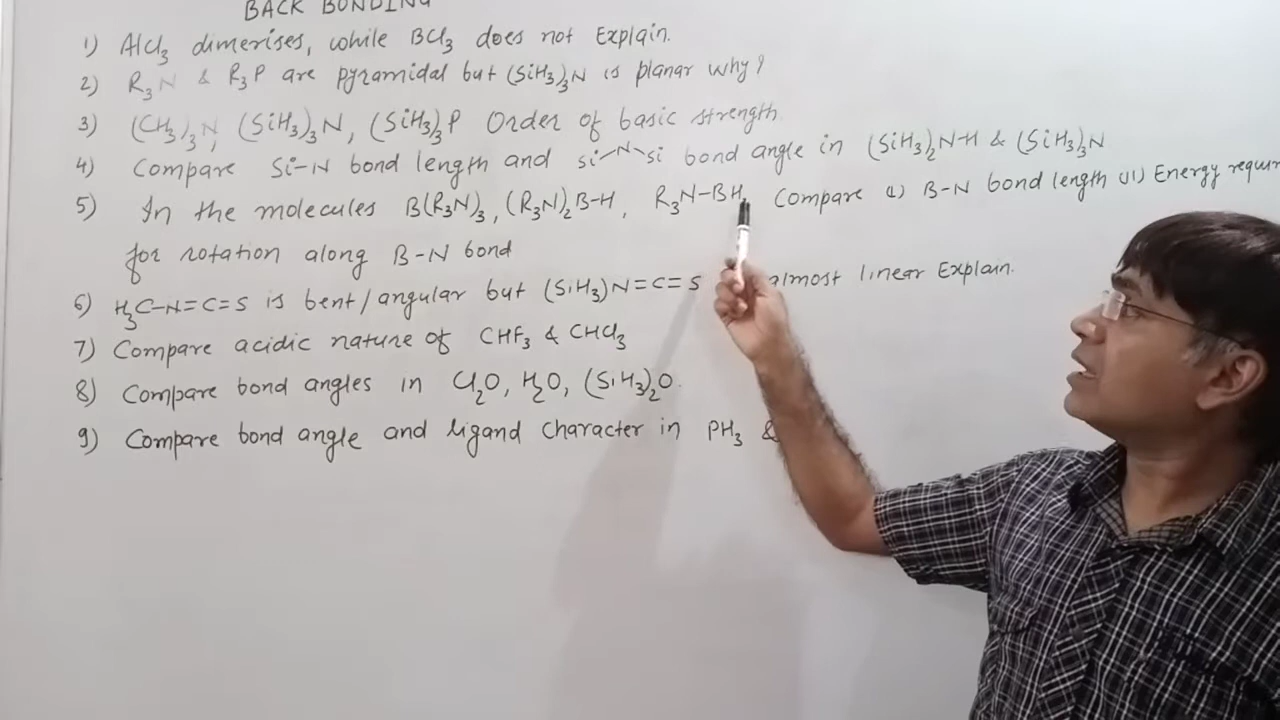 BACK BONDING
1) AlCl3 dimerises, while BCl3 does not Explain.
2) R3N & R3P are pyramidal but (SiH3)3N is planar why?
3) (CH3)3N, (SiH3)3N, (SiH3)3P Order of basic strength
4) Compare Si-N bond length and Si-N-Si bond angle in (SiH3)2N-H & (SiH3)3N
5) In the molecules B(R3N)3, (R3N)2B-H, R3N-BH Compare (i) B-N bond length (ii) Energy requir
for rotation along B-N bond
6) H3C-N=C=S is bent/angular but (SiH3)N=C=S almost linear Explain.
7) Compare acidic nature of CHF3 & CHCl3
8) Compare bond angles in Cl2O, H2O, (SiH3)2O.
9) Compare bond angle and ligand character in PH3 &